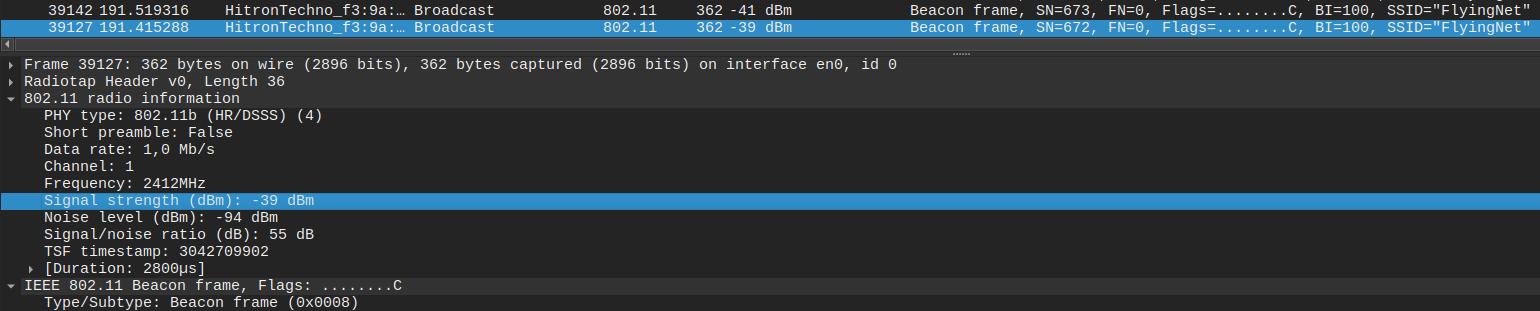 39142 191.519316 HitronTechno_f3:9a:… Broadcast 802.11 362 -41 dBm Beacon frame, SN=673, FN=0, Flags=........C, BI=100, SSID="FlyingNet"
39127 191.415288 HitronTechno_f3:9a:… Broadcast 802.11 362 -39 dBm Beacon frame, SN=672, FN=0, Flags=........C, BI=100, SSID="FlyingNet"
Frame 39127: 362 bytes on wire (2896 bits), 362 bytes captured (2896 bits) on interface en0, id 0
Radiotap Header v0, Length 36
802.11 radio information
PHY type: 802.11b (HR/DSSS) (4)
Short preamble: False
Data rate: 1,0 Mb/s
Channel: 1
Frequency: 2412MHz
Signal strength (dBm): -39 dBm
Noise level (dBm): -94 dBm
Signal/noise ratio (dB): 55 dB
TSF timestamp: 3042709902
[Duration: 2800µs]
IEEE 802.11 Beacon frame, Flags: ........C
Type/Subtype: Beacon frame (0x0008)